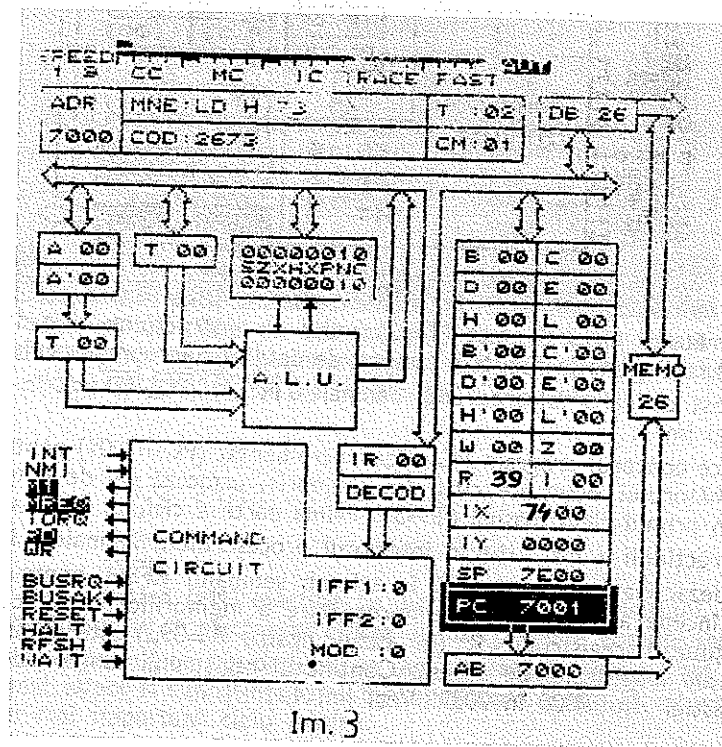 SPEED
1 9 CC MC IC TRACE FAST
ADR MNE:LD H 73 T :02 DB 26
7000 COD:2673 CM:01
A 00 T 00 00000010 B 00 C 00
A'00 SZXHXPNC D 00 E 00
00000010
H 00 L 00
T 00 B'00 C'00
A.L.U. D'00 E'00 MEMO
26
H'00 L'00
INT IR 00 W 00 Z 00
NMI DECOD R 39 I 00
M1
MREQ
IORQ
RD
WR
IX 7400
COMMAND
CIRCUIT
IY 0000
IFF1:0 SP 7E00
BUSRQ
BUSAK
RESET
HALT
RFSH
WAIT
IFF2:0 PC 7001
MOD :0 AB 7000
Im. 3